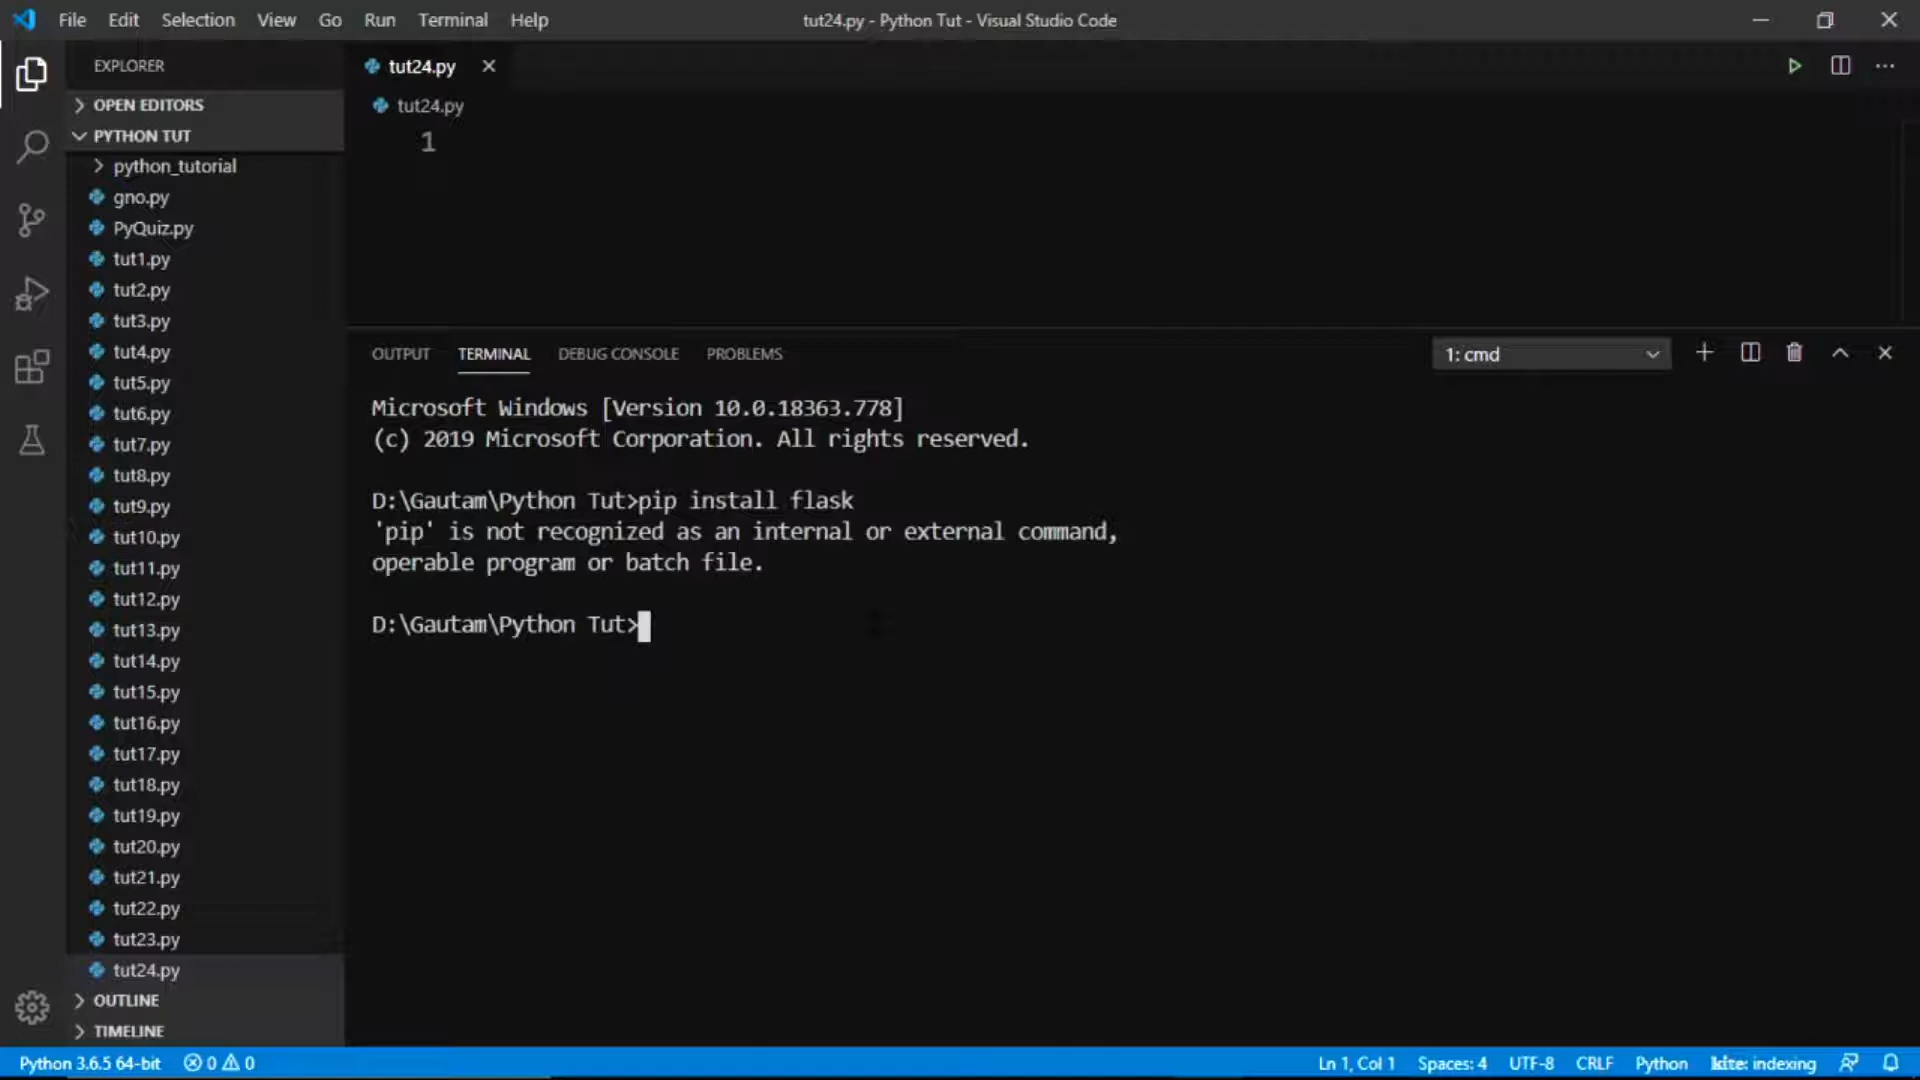 File Edit Selection View Go Run Terminal Help
tut24.py - Python Tut - Visual Studio Code
EXPLORER
OPEN EDITORS
PYTHON TUT
python_tutorial
gno.py
PyQuiz.py
tut1.py
tut2.py
tut3.py
tut4.py
tut5.py
tut6.py
tut7.py
tut8.py
tut9.py
tut10.py
tut11.py
tut12.py
tut13.py
tut14.py
tut15.py
tut16.py
tut17.py
tut18.py
tut19.py
tut20.py
tut21.py
tut22.py
tut23.py
tut24.py
OUTLINE
TIMELINE
tut24.py
tut24.py
1
OUTPUT TERMINAL DEBUG CONSOLE PROBLEMS
1: cmd
Microsoft Windows [Version 10.0.18363.778]
(c) 2019 Microsoft Corporation. All rights reserved.
D:\Gautam\Python Tut>pip install flask
'pip' is not recognized as an internal or external command,
operable program or batch file.
D:\Gautam\Python Tut>
Python 3.6.5 64-bit 0 0
Ln 1, Col 1 Spaces: 4 UTF-8 CRLF Python kite: indexing